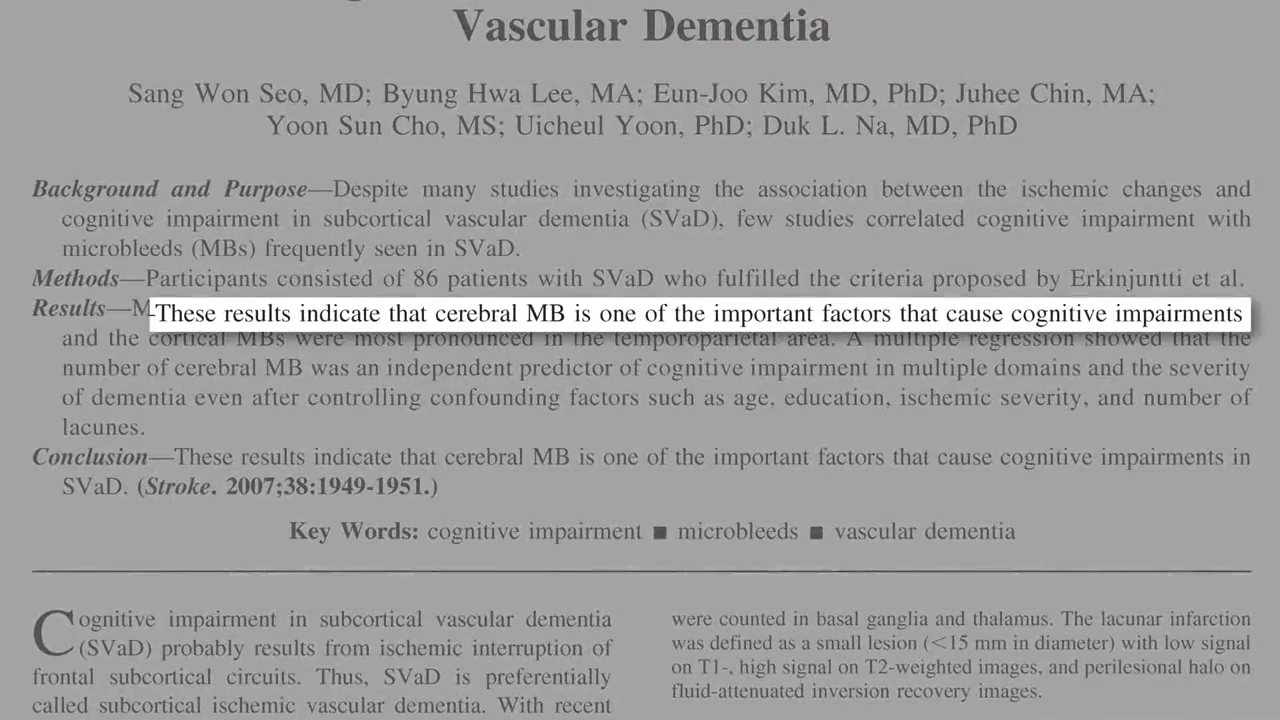 Vascular Dementia
Sang Won Seo, MD; Byung Hwa Lee, MA; Eun-Joo Kim, MD, PhD; Juhee Chin, MA;
Yoon Sun Cho, MS; Uicheul Yoon, PhD; Duk L. Na, MD, PhD
Background and Purpose—Despite many studies investigating the association between the ischemic changes and
cognitive impairment in subcortical vascular dementia (SVaD), few studies correlated cognitive impairment with
microbleeds (MBs) frequently seen in SVaD.
Methods—Participants consisted of 86 patients with SVaD who fulfilled the criteria proposed by Erkinjuntti et al.
Results—
These results indicate that cerebral MB is one of the important factors that cause cognitive impairments
and the cortical MBs were most pronounced in the temporoparietal area. A multiple regression showed that the
number of cerebral MB was an independent predictor of cognitive impairment in multiple domains and the severity
of dementia even after controlling confounding factors such as age, education, ischemic severity, and number of
lacunes.
Conclusion—These results indicate that cerebral MB is one of the important factors that cause cognitive impairments in
SVaD. (Stroke. 2007;38:1949-1951.)
Key Words: cognitive impairment ■ microbleeds ■ vascular dementia
Cognitive impairment in subcortical vascular dementia
(SVaD) probably results from ischemic interruption of
frontal subcortical circuits. Thus, SVaD is preferentially
called subcortical ischemic vascular dementia. With recent
were counted in basal ganglia and thalamus. The lacunar infarction
was defined as a small lesion (<15 mm in diameter) with low signal
on T1-, high signal on T2-weighted images, and perilesional halo on
fluid-attenuated inversion recovery images.